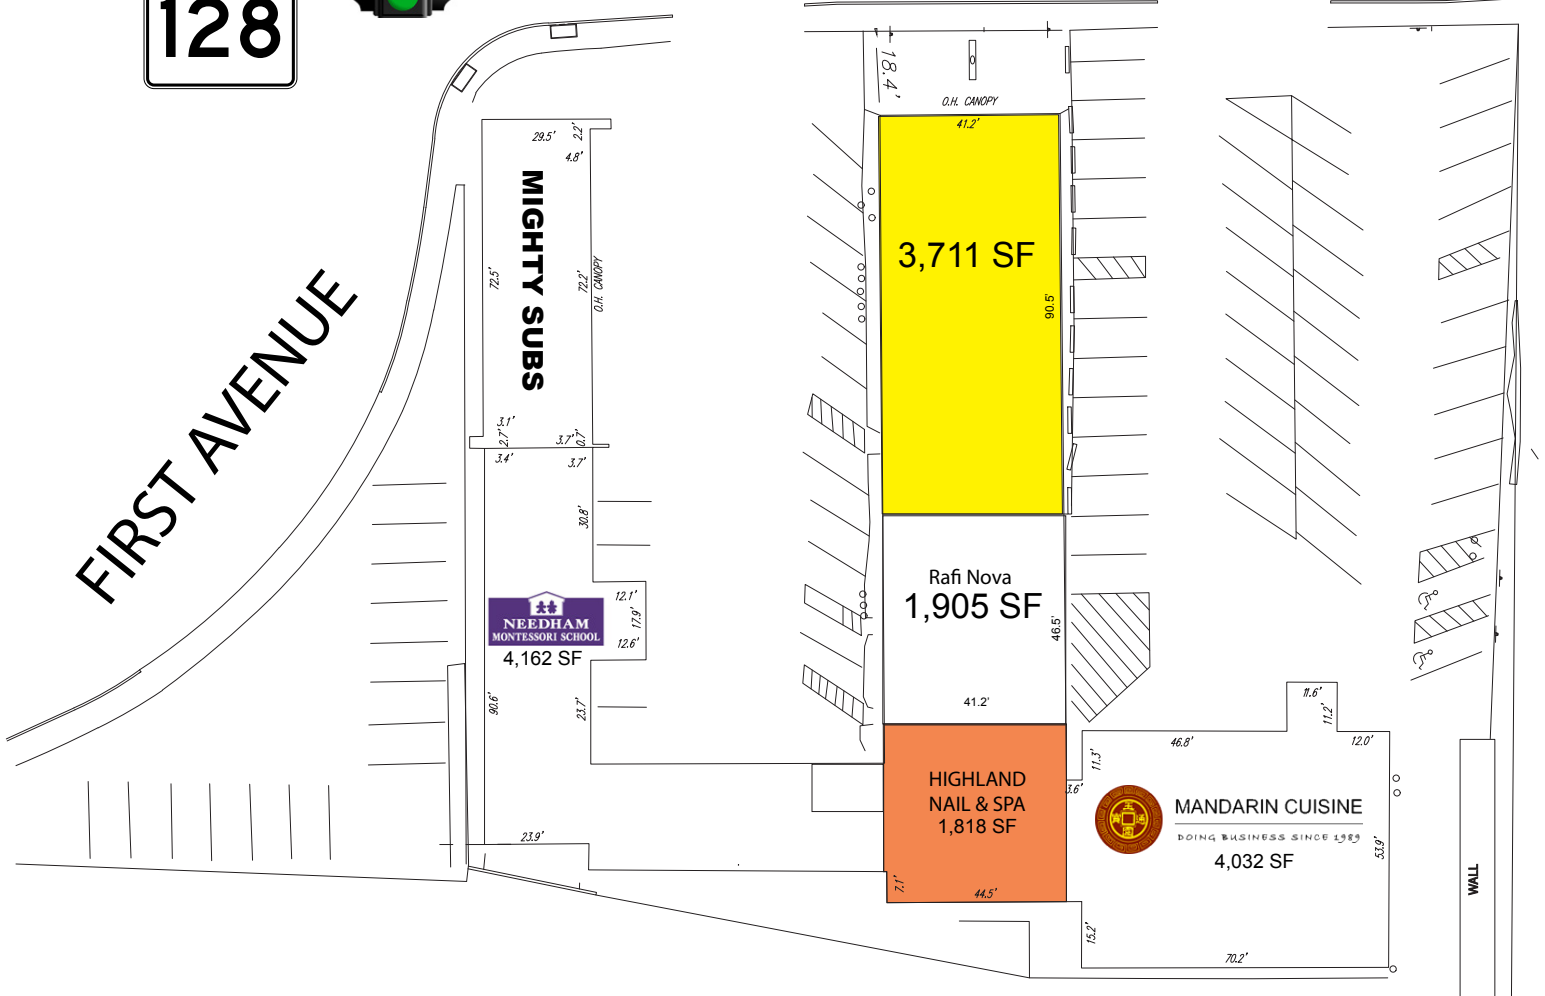 128
FIRST AVENUE
29.5'
2.2'
4.8'
MIGHTY SUBS
72.5'
72.2'
O.H. CANOPY
3.1'
2.7'
3.7'
0.7'
3.4'
3.7'
30.8'
NEEDHAM
MONTESSORI SCHOOL
4,162 SF
12.1'
17.9'
12.6'
90.6'
23.7'
23.9'
18.4'
O.H. CANOPY
41.2'
3,711 SF
90.5'
Rafi Nova
1,905 SF
46.5'
41.2'
HIGHLAND
NAIL & SPA
1,818 SF
7.1'
44.5'
3.6'
11.3'
46.8'
11.6'
11.2'
12.0'
MANDARIN CUISINE
DOING BUSINESS SINCE 1989
4,032 SF
53.9'
15.2'
70.2'
WALL